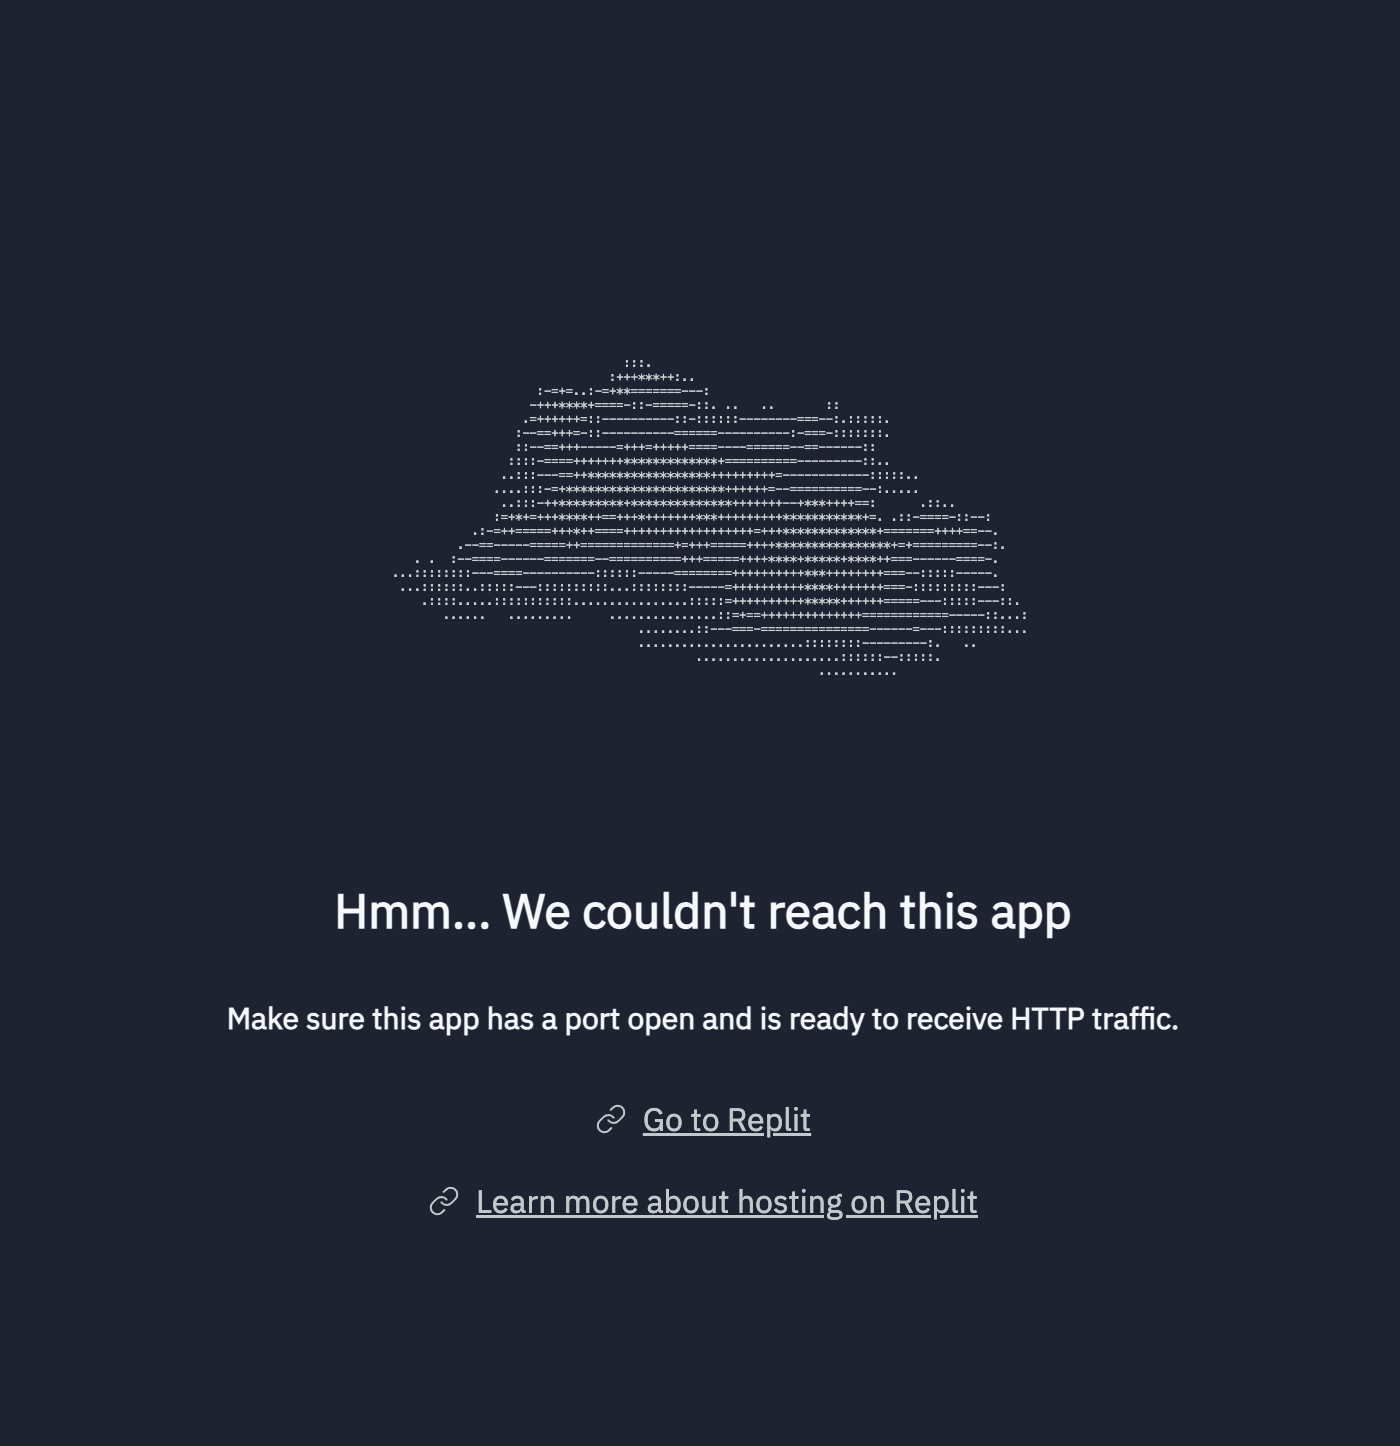 Hmm... We couldn't reach this app
Make sure this app has a port open and is ready to receive HTTP traffic.
Go to Replit
Learn more about hosting on Replit